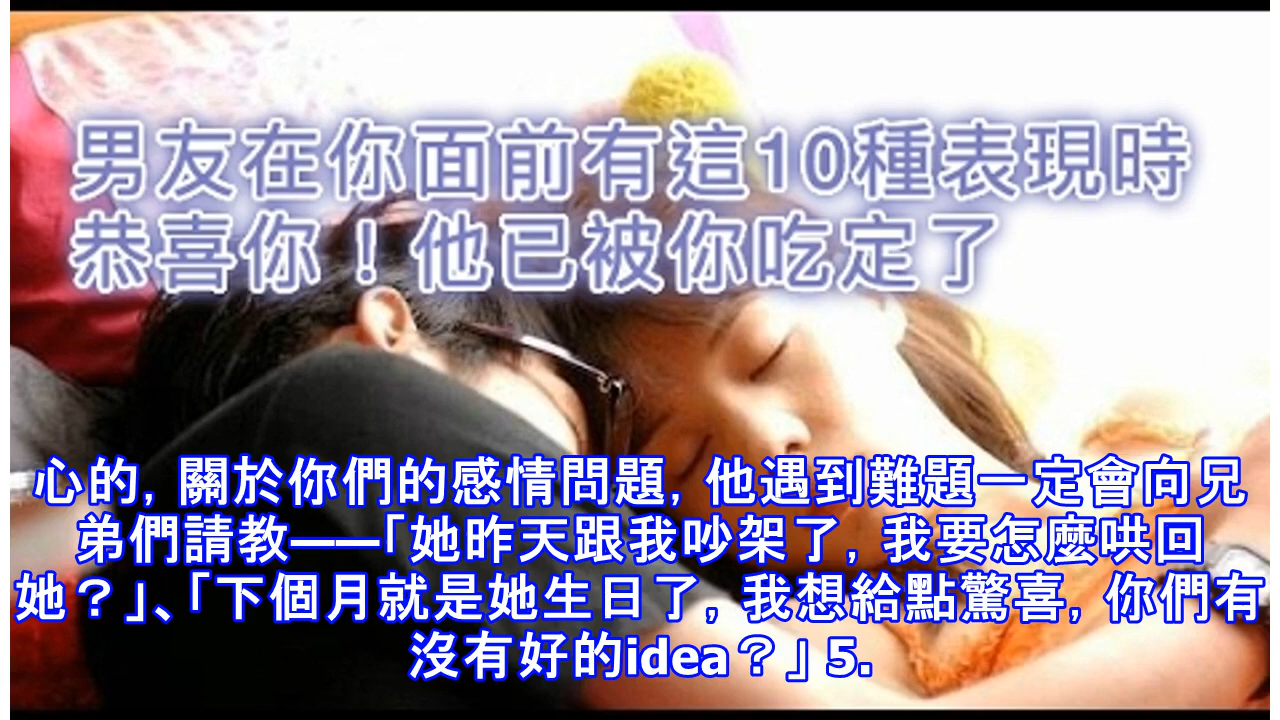 男友在你面前有這10種表現時
恭喜你！他已被你吃定了
心的, 關於你們的感情問題, 他遇到難題一定會向兄
弟們請教——「她昨天跟我吵架了, 我要怎麼哄回
她？」、「下個月就是她生日了, 我想給點驚喜, 你們有
沒有好的idea？」 5.